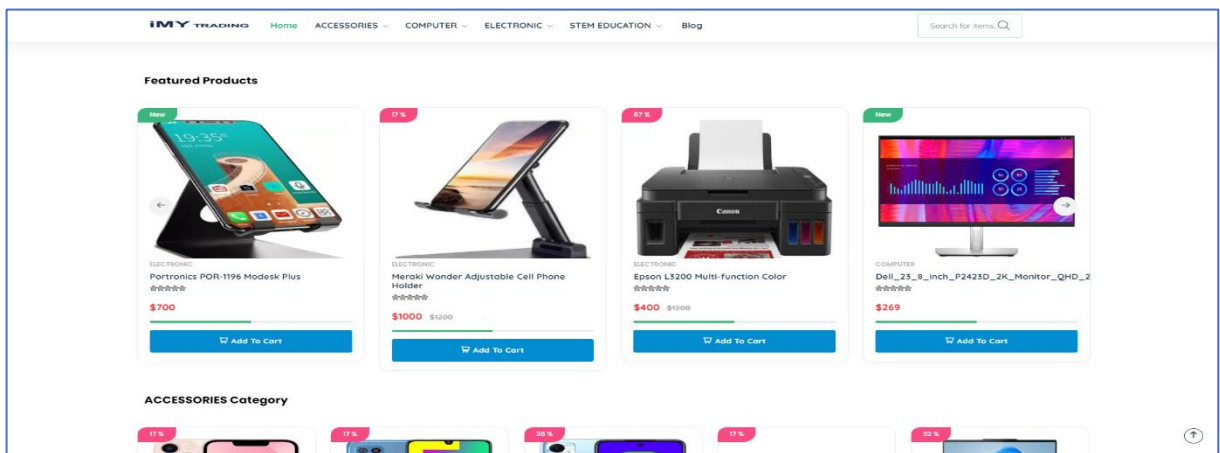 iMY TRADING Home ACCESSORIES COMPUTER ELECTRONIC STEM EDUCATION Blog Search for items...
Featured Products
New
17 %
67 %
New
19:35
Canon
ELECTRONIC
Portronics POR-1196 Modesk Plus
$700
Add To Cart
ELECTRONIC
Meraki Wonder Adjustable Cell Phone
Holder
$1000 $1200
Add To Cart
ELECTRONIC
Epson L3200 Multi-function Color
$400 $1200
Add To Cart
COMPUTER
Dell_23_8_inch_P2423D_2K_Monitor_QHD_2
$269
Add To Cart
ACCESSORIES Category
17 %
17 %
38 %
17 %
32 %